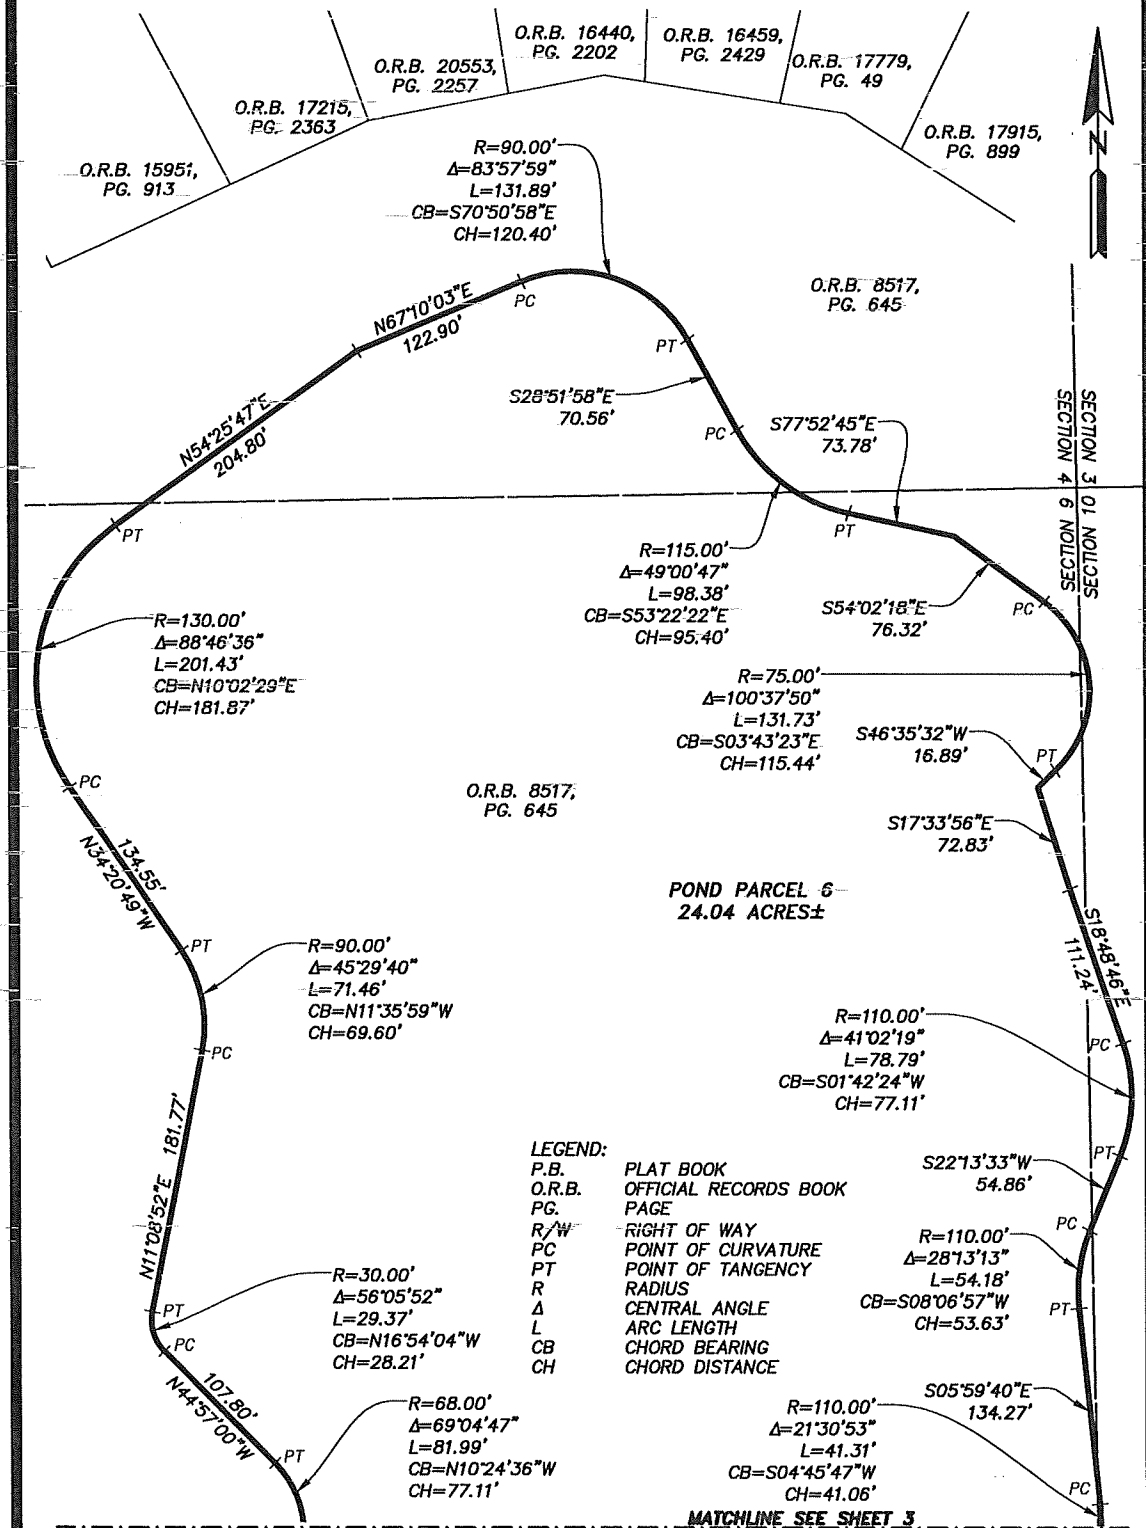 O.R.B. 16440,
PG. 2202
O.R.B. 16459,
PG. 2429
O.R.B. 20553,
PG. 2257
O.R.B. 17779,
PG. 49
O.R.B. 17215,
PG. 2363
O.R.B. 17915,
PG. 899
O.R.B. 15951,
PG. 913
N
R=90.00'
Δ=83°57'59"
L=131.89'
CB=S70°50'58"E
CH=120.40'
O.R.B. 8517,
PG. 645
N67°10'03"E
122.90'
PC
PT
S28°51'58"E
70.56'
PC
S77°52'45"E
73.78'
SECTION 3
SECTION 4
SECTION 10
SECTION 9
N54°25'47"E
204.80'
PT
PT
R=115.00'
Δ=49°00'47"
L=98.38'
CB=S53°22'22"E
CH=95.40'
S54°02'18"E
76.32'
PC
R=130.00'
Δ=88°46'36"
L=201.43'
CB=N10°02'29"E
CH=181.87'
R=75.00'
Δ=100°37'50"
L=131.73'
CB=S03°43'23"E
CH=115.44'
S46°35'32"W
16.89'
PT
PC
O.R.B. 8517,
PG. 645
S17°33'56"E
72.83'
134.55'
N34°20'49"W
POND PARCEL 6
24.04 ACRES±
S18°48'46"E
111.24'
PT
R=90.00'
Δ=45°29'40"
L=71.46'
CB=N11°35'59"W
CH=69.60'
PC
R=110.00'
Δ=41°02'19"
L=78.79'
CB=S01°42'24"W
CH=77.11'
PC
N11°08'52"E 181.77'
LEGEND:
P.B. PLAT BOOK
O.R.B. OFFICIAL RECORDS BOOK
PG. PAGE
R/W RIGHT OF WAY
PC POINT OF CURVATURE
PT POINT OF TANGENCY
R RADIUS
Δ CENTRAL ANGLE
L ARC LENGTH
CB CHORD BEARING
CH CHORD DISTANCE
PT
S22°13'33"W
54.86'
PC
R=110.00'
Δ=28°13'13"
L=54.18'
CB=S08°06'57"W
CH=53.63'
PT
R=30.00'
Δ=56°05'52"
L=29.37'
CB=N16°54'04"W
CH=28.21'
PT
PC
107.80'
N44°57'00"W
R=68.00'
Δ=69°04'47"
L=81.99'
CB=N10°24'36"W
CH=77.11'
PT
S05°59'40"E
134.27'
R=110.00'
Δ=21°30'53"
L=41.31'
CB=S04°45'47"W
CH=41.06'
PC
MATCHLINE SEE SHEET 3